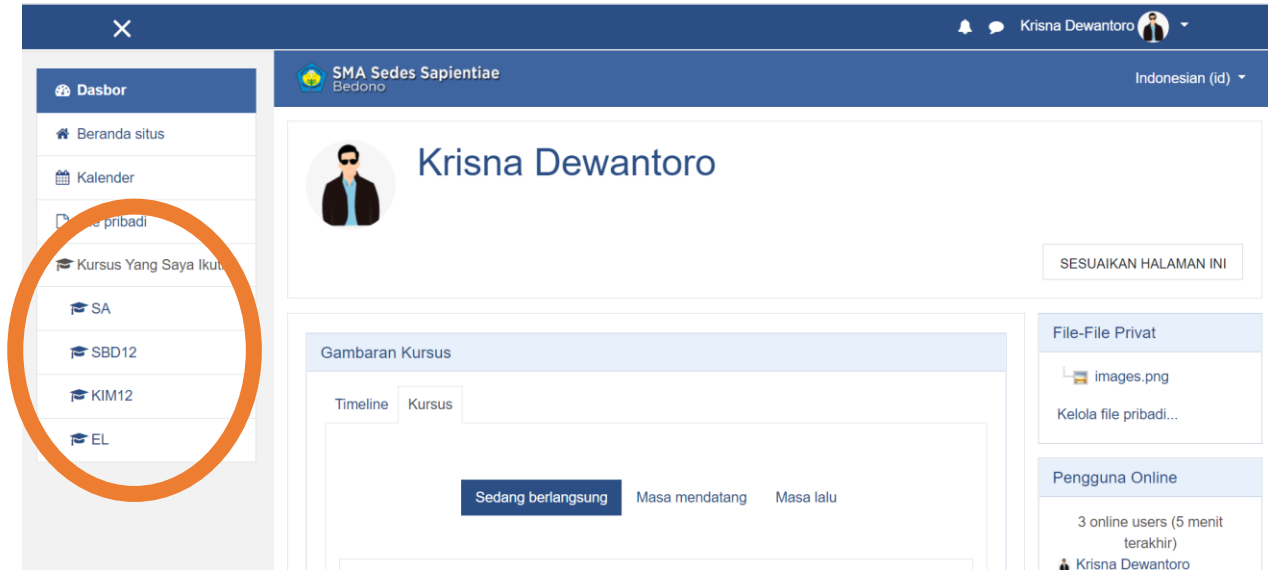 Krisna Dewantoro
Dasbor
SMA Sedes Sapientiae
Bedono
Indonesian (id)
Beranda situs
Kalender
pribadi
Kursus Yang Saya
SA
SBD12
KIM12
EL
Krisna Dewantoro
SESUAIKAN HALAMAN INI
Gambaran Kursus
Timeline
Kursus
Sedang berlangsung
Masa mendatang
Masa lalu
File-File Privat
images.png
Kelola file pribadi...
Pengguna Online
3 online users (5 menit
terakhir)
Krisna Dewantoro